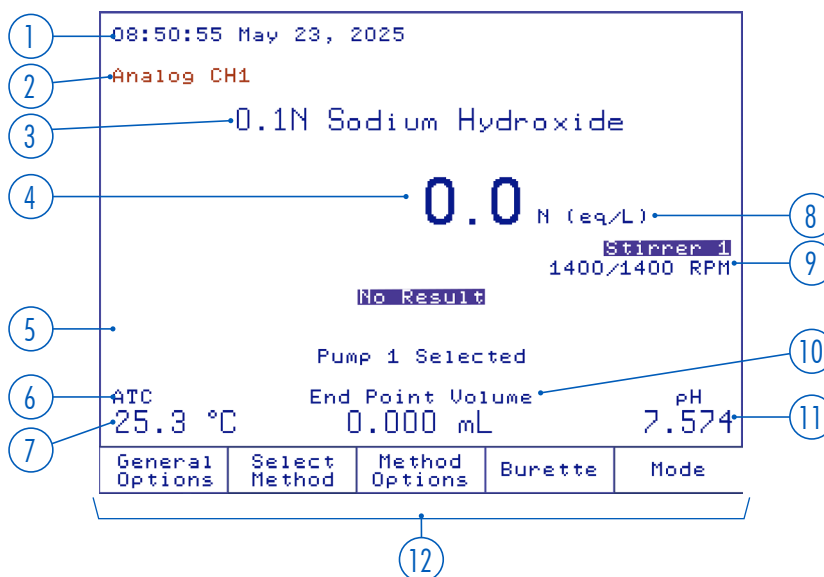 1 08:50:55 May 23, 2025
2 Analog CH1
3 0.1N Sodium Hydroxide
4 0.0 N (eq/L) 8
Stirrer 1
1400/1400 RPM 9
No Result
5
Pump 1 Selected 10
6 ATC End Point Volume pH
7 25.3 °C 0.000 mL 7.574 11
General Options Select Method Method Options Burette Mode
12